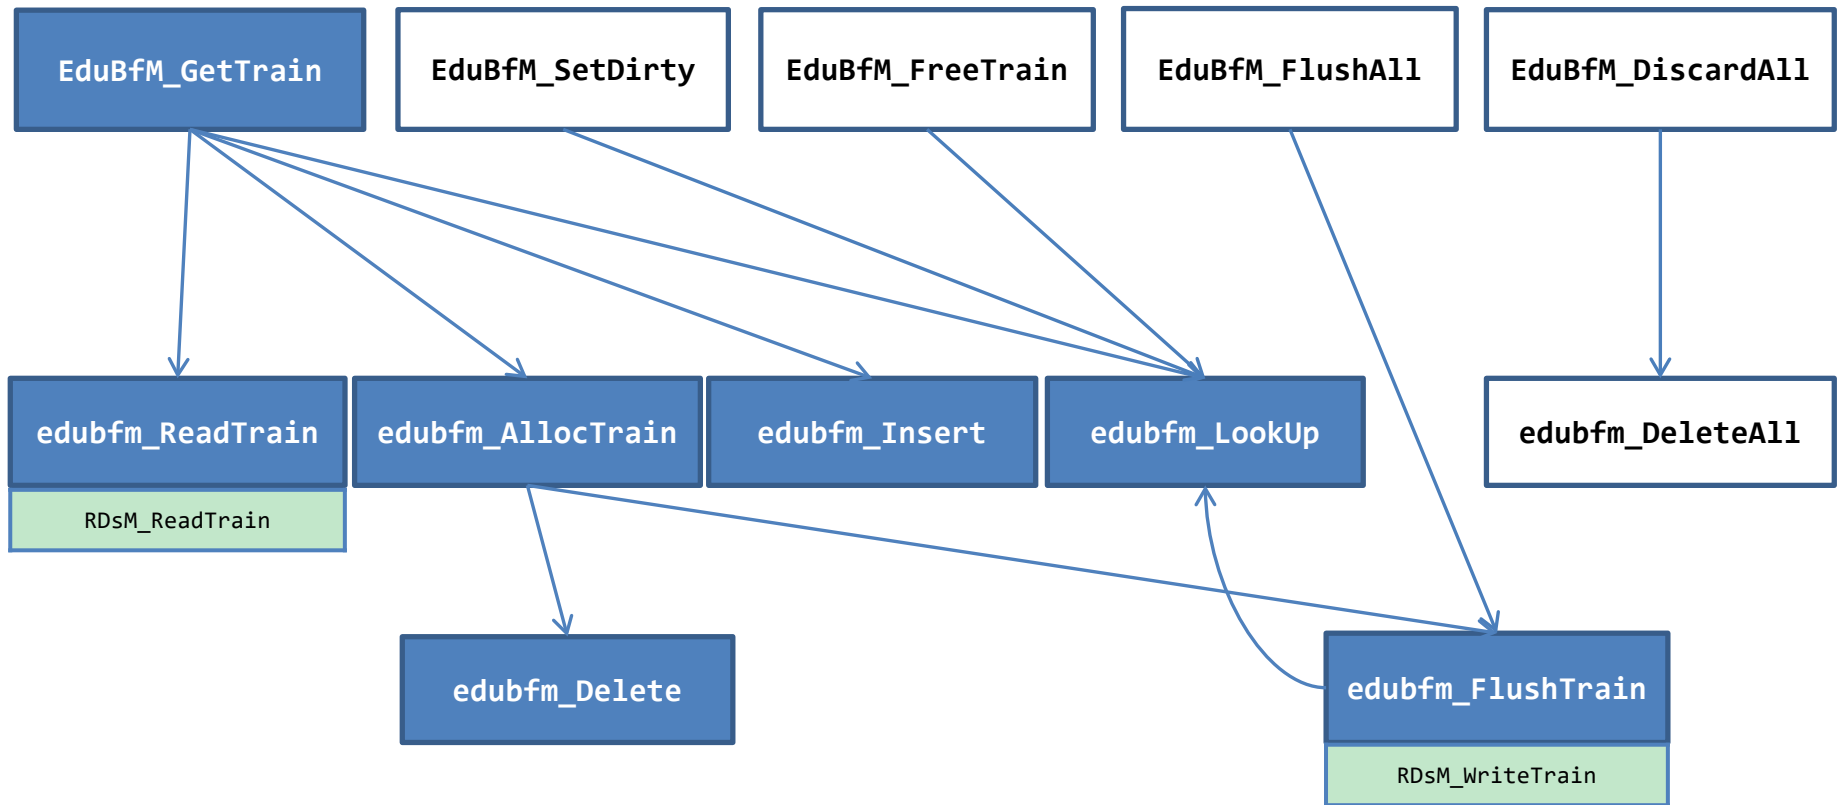 EduBfM_GetTrain
EduBfM_SetDirty
EduBfM_FreeTrain
EduBfM_FlushAll
EduBfM_DiscardAll
edubfm_ReadTrain
edubfm_AllocTrain
edubfm_Insert
edubfm_LookUp
edubfm_DeleteAll
RDsM_ReadTrain
edubfm_Delete
edubfm_FlushTrain
RDsM_WriteTrain